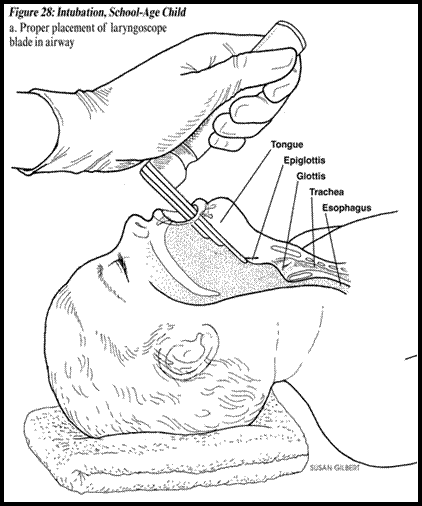 Figure 28: Intubation, School-Age Child
a. Proper placement of laryngoscope
blade in airway
Tongue
Epiglottis
Glottis
Trachea
Esophagus
SUSAN GILBERT